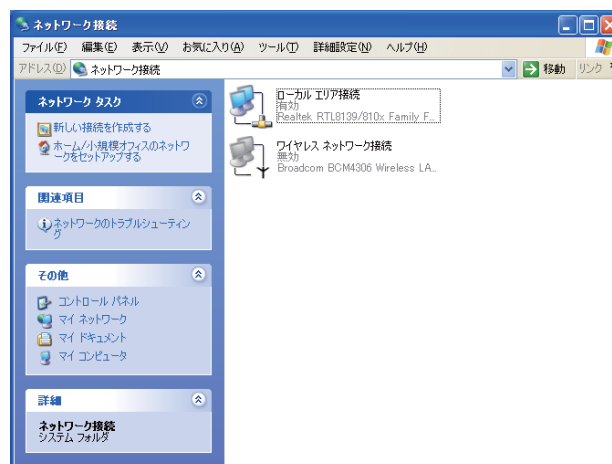 ネットワーク接続
ファイル(F) 編集(E) 表示(V) お気に入り(A) ツール(T) 詳細設定(N) ヘルプ(H)
アドレス(D) ネットワーク接続 移動 リンク
ネットワーク タスク
新しい接続を作成する
ホーム/小規模オフィスのネットワ
ークをセットアップする
関連項目
ネットワークのトラブルシューティン
グ
その他
コントロール パネル
マイ ネットワーク
マイ ドキュメント
マイ コンピュータ
詳細
ネットワーク接続
システム フォルダ
ローカル エリア接続
有効
Realtek RTL8139/810x Family F...
ワイヤレス ネットワーク接続
無効
Broadcom BCM4306 Wireless LA...